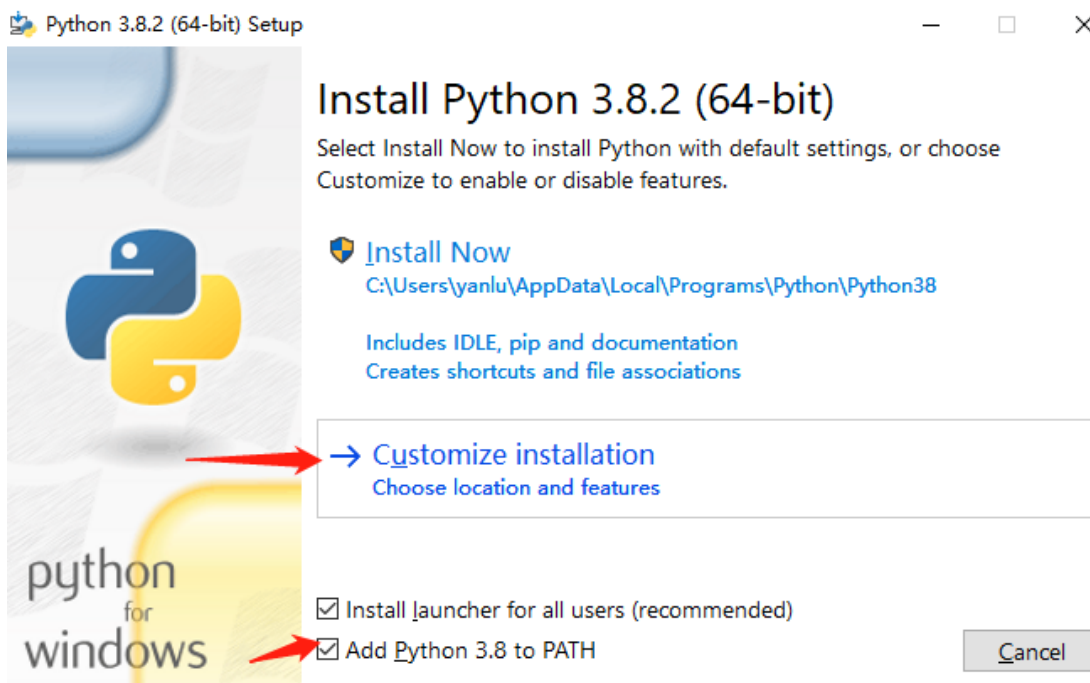 Python 3.8.2 (64-bit) Setup
Install Python 3.8.2 (64-bit)
Select Install Now to install Python with default settings, or choose
Customize to enable or disable features.
Install Now
C:\Users\yanlu\AppData\Local\Programs\Python\Python38
Includes IDLE, pip and documentation
Creates shortcuts and file associations
Customize installation
Choose location and features
python
for
windows
Install launcher for all users (recommended)
Add Python 3.8 to PATH
Cancel